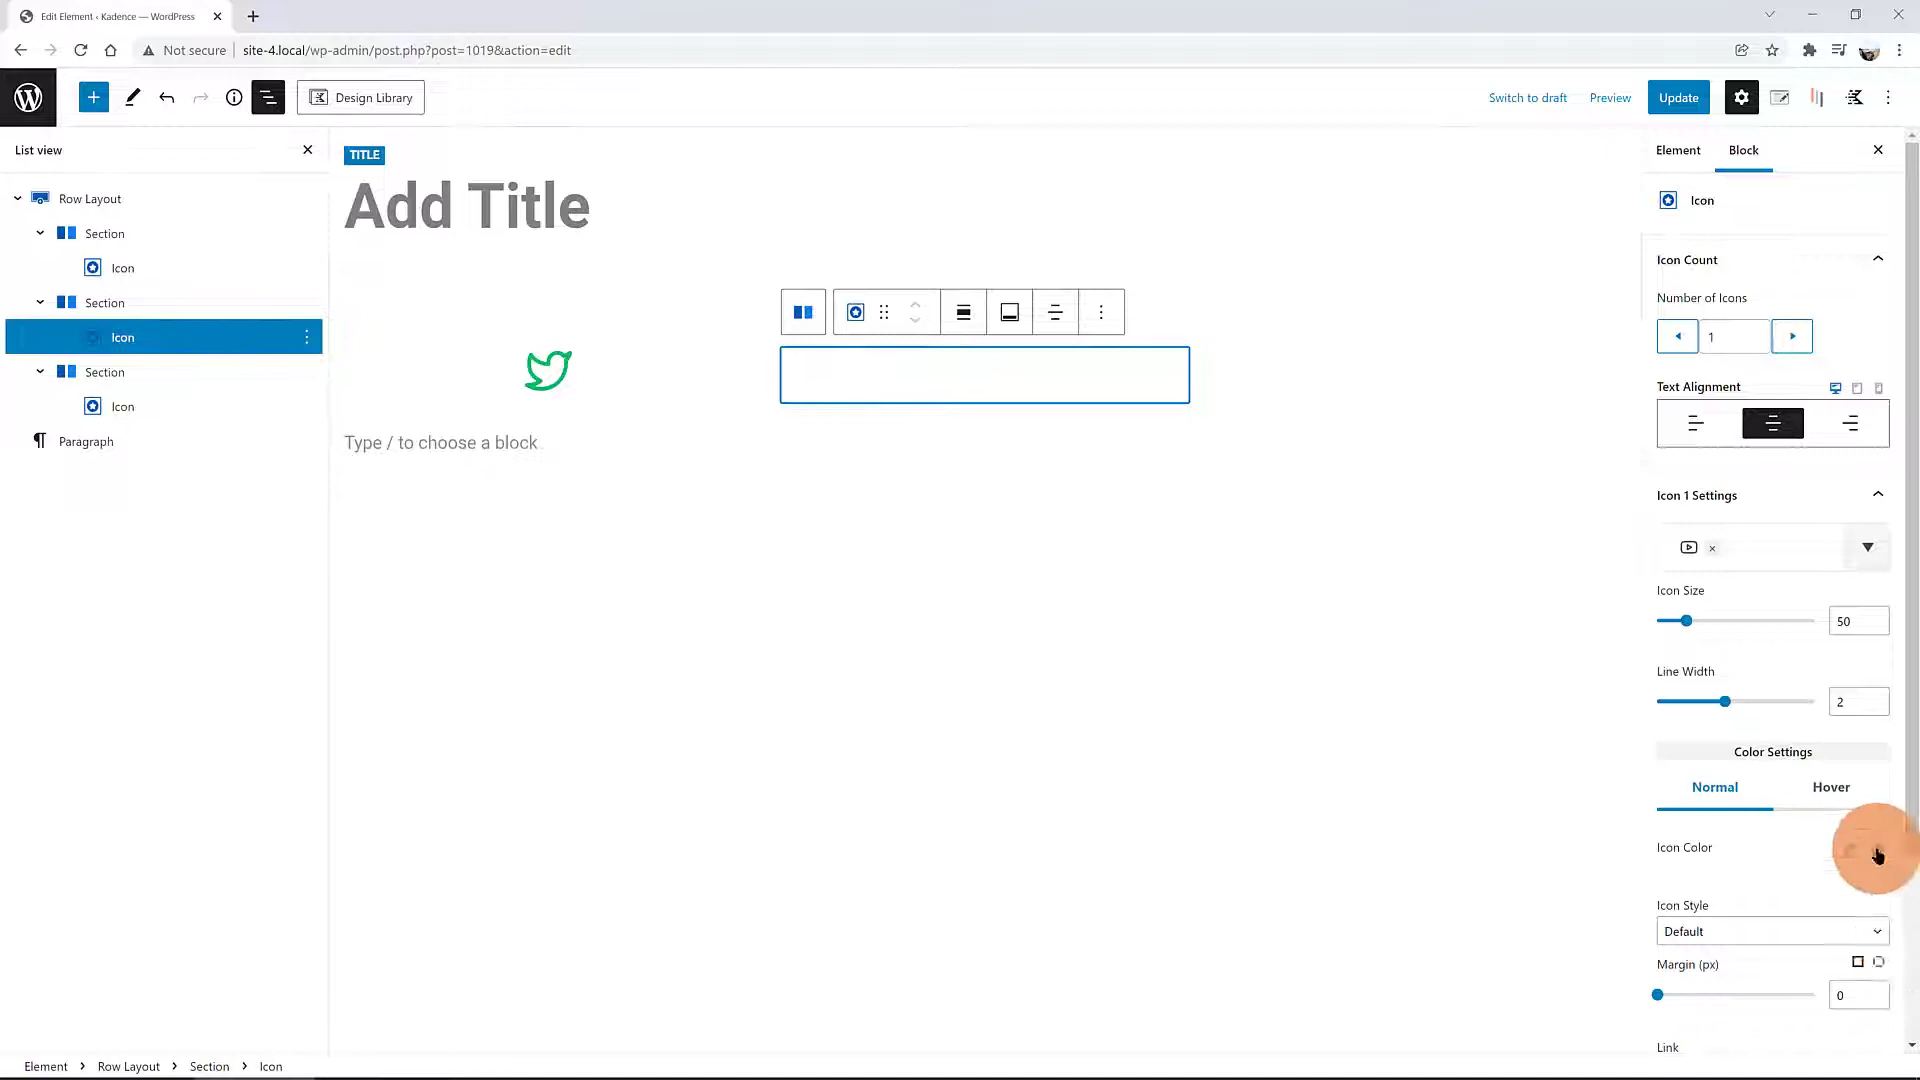 Edit Element ‹ Kadence — WordPress
Not secure
site-4.local/wp-admin/post.php?post=1019&action=edit
Design Library
Switch to draft
Preview
Update
List view
Row Layout
Section
Icon
Section
Icon
Section
Icon
Paragraph
TITLE
Add Title
Type / to choose a block
Element
Block
Icon
Icon Count
Number of Icons
1
Text Alignment
Icon 1 Settings
Icon Size
50
Line Width
2
Color Settings
Normal
Hover
Icon Color
Icon Style
Default
Margin (px)
0
Link
Element
Row Layout
Section
Icon